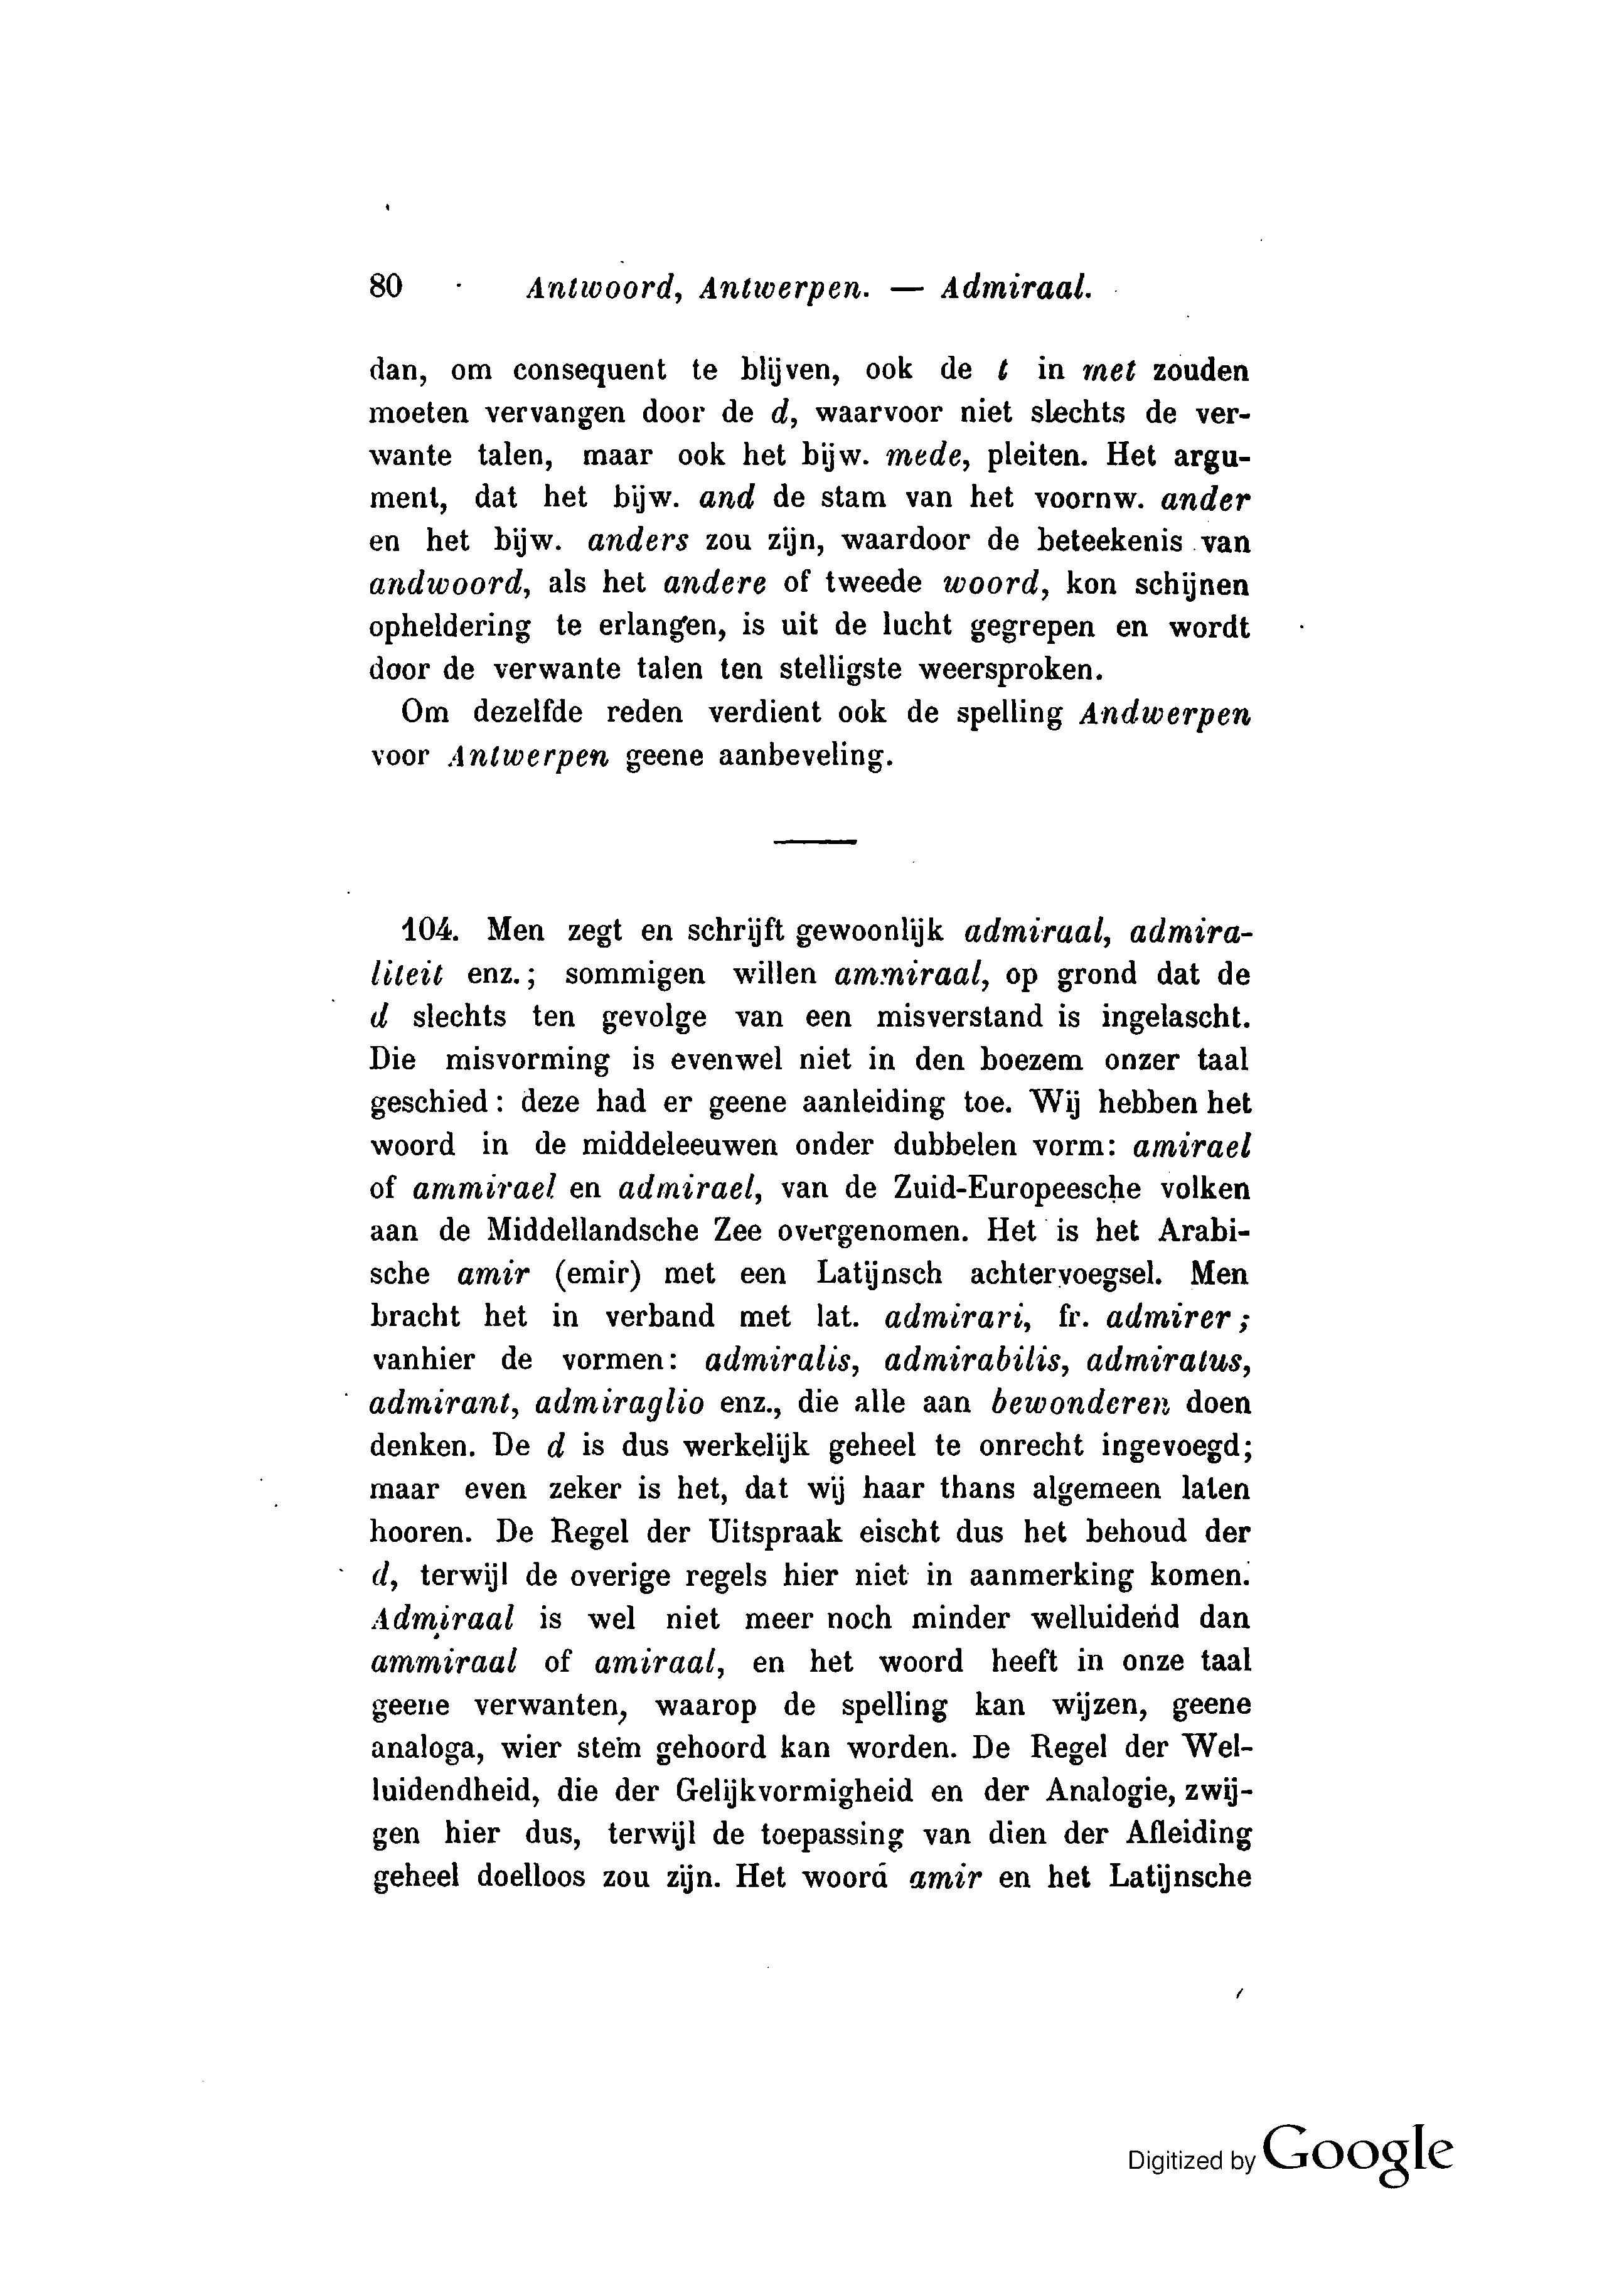 80 Antwoord, Antwerpen. — Admiraal.
dan, om consequent te blijven, ook de t in met zouden
moeten vervangen door de d, waarvoor niet slechts de ver-
wante talen, maar ook het bijw. mede, pleiten. Het argu-
ment, dat het bijw. and de stam van het voornw. ander
en het bijw. anders zou zijn, waardoor de beteekenis van
andwoord, als het andere of tweede woord, kon schijnen
opheldering te erlangen, is uit de lucht gegrepen en wordt
door de verwante talen ten stelligste weersproken.
Om dezelfde reden verdient ook de spelling Andwerpen
voor Antwerpen geene aanbeveling.
104. Men zegt en schrijft gewoonlijk admiraal, admira-
liteit enz.; sommigen willen ammiraal, op grond dat de
d slechts ten gevolge van een misverstand is ingelascht.
Die misvorming is evenwel niet in den boezem onzer taal
geschied: deze had er geene aanleiding toe. Wij hebben het
woord in de middeleeuwen onder dubbelen vorm: amirael
of ammirael en admirael, van de Zuid-Europeesche volken
aan de Middellandsche Zee overgenomen. Het is het Arabi-
sche amir (emir) met een Latijnsch achtervoegsel. Men
bracht het in verband met lat. admirari, fr. admirer;
vanhier de vormen: admiralis, admirabilis, admiratus,
admirant, admiraglio enz., die alle aan bewonderen doen
denken. De d is dus werkelijk geheel te onrecht ingevoegd;
maar even zeker is het, dat wij haar thans algemeen laten
hooren. De Regel der Uitspraak eischt dus het behoud der
d, terwijl de overige regels hier niet in aanmerking komen.
Admiraal is wel niet meer noch minder welluidend dan
ammiraal of amiraal, en het woord heeft in onze taal
geene verwanten, waarop de spelling kan wijzen, geene
analoga, wier stem gehoord kan worden. De Regel der Wel-
luidendheid, die der Gelijkvormigheid en der Analogie, zwij-
gen hier dus, terwijl de toepassing van dien der Afleiding
geheel doelloos zou zijn. Het woord amir en het Latijnsche
Digitized by Google